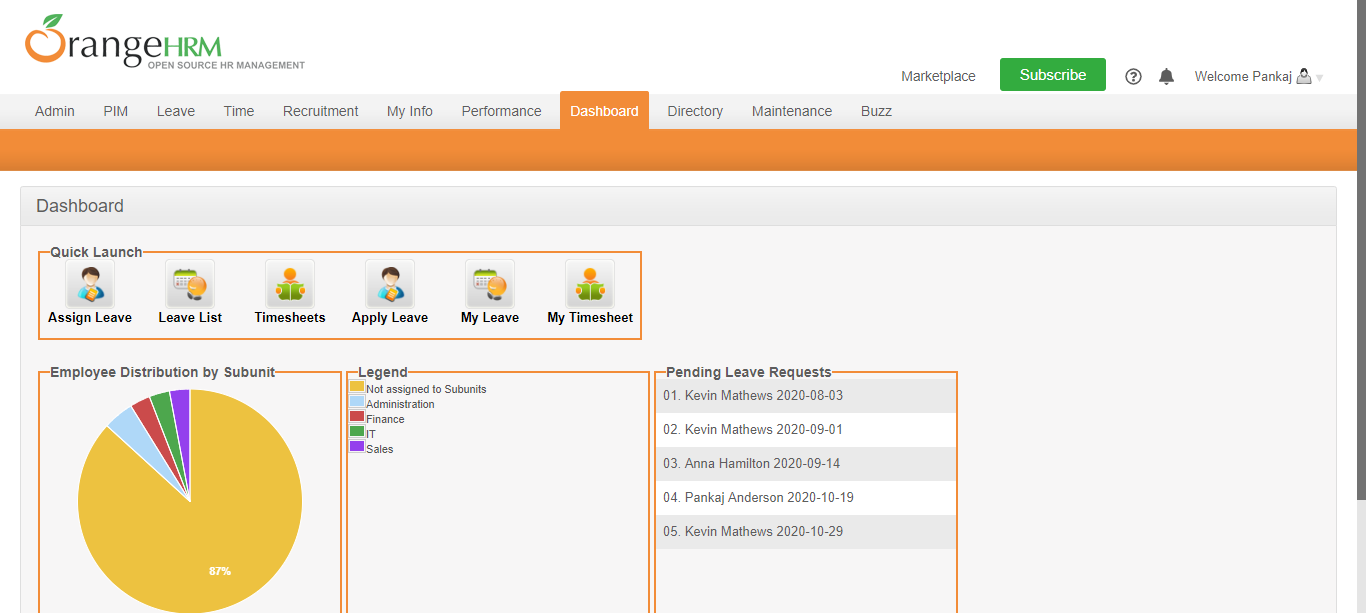 OrangeHRM
OPEN SOURCE HR MANAGEMENT
Marketplace Subscribe ? Welcome Pankaj
Admin PIM Leave Time Recruitment My Info Performance Dashboard Directory Maintenance Buzz
Dashboard
Quick Launch
Assign Leave Leave List Timesheets Apply Leave My Leave My Timesheet
Employee Distribution by Subunit
87%
Legend
Not assigned to Subunits
Administration
Finance
IT
Sales
Pending Leave Requests
01. Kevin Mathews 2020-08-03
02. Kevin Mathews 2020-09-01
03. Anna Hamilton 2020-09-14
04. Pankaj Anderson 2020-10-19
05. Kevin Mathews 2020-10-29